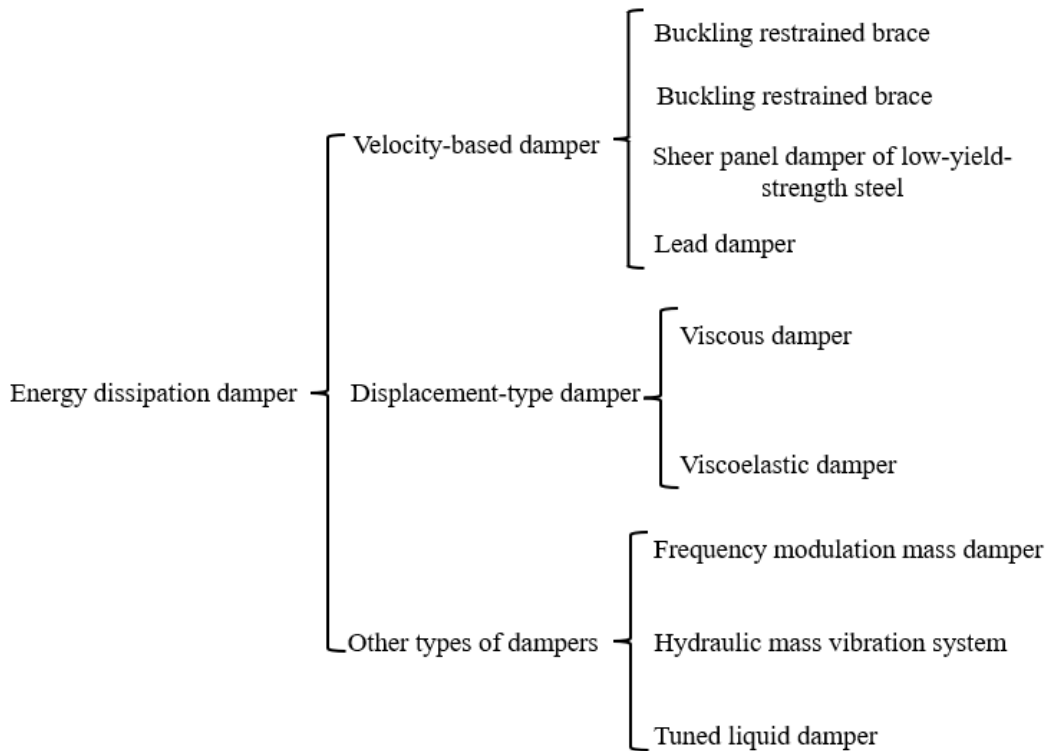 Buckling restrained brace
Buckling restrained brace
Velocity-based damper
Sheer panel damper of low-yield-
strength steel
Lead damper
Viscous damper
Energy dissipation damper
Displacement-type damper
Viscoelastic damper
Frequency modulation mass damper
Other types of dampers
Hydraulic mass vibration system
Tuned liquid damper